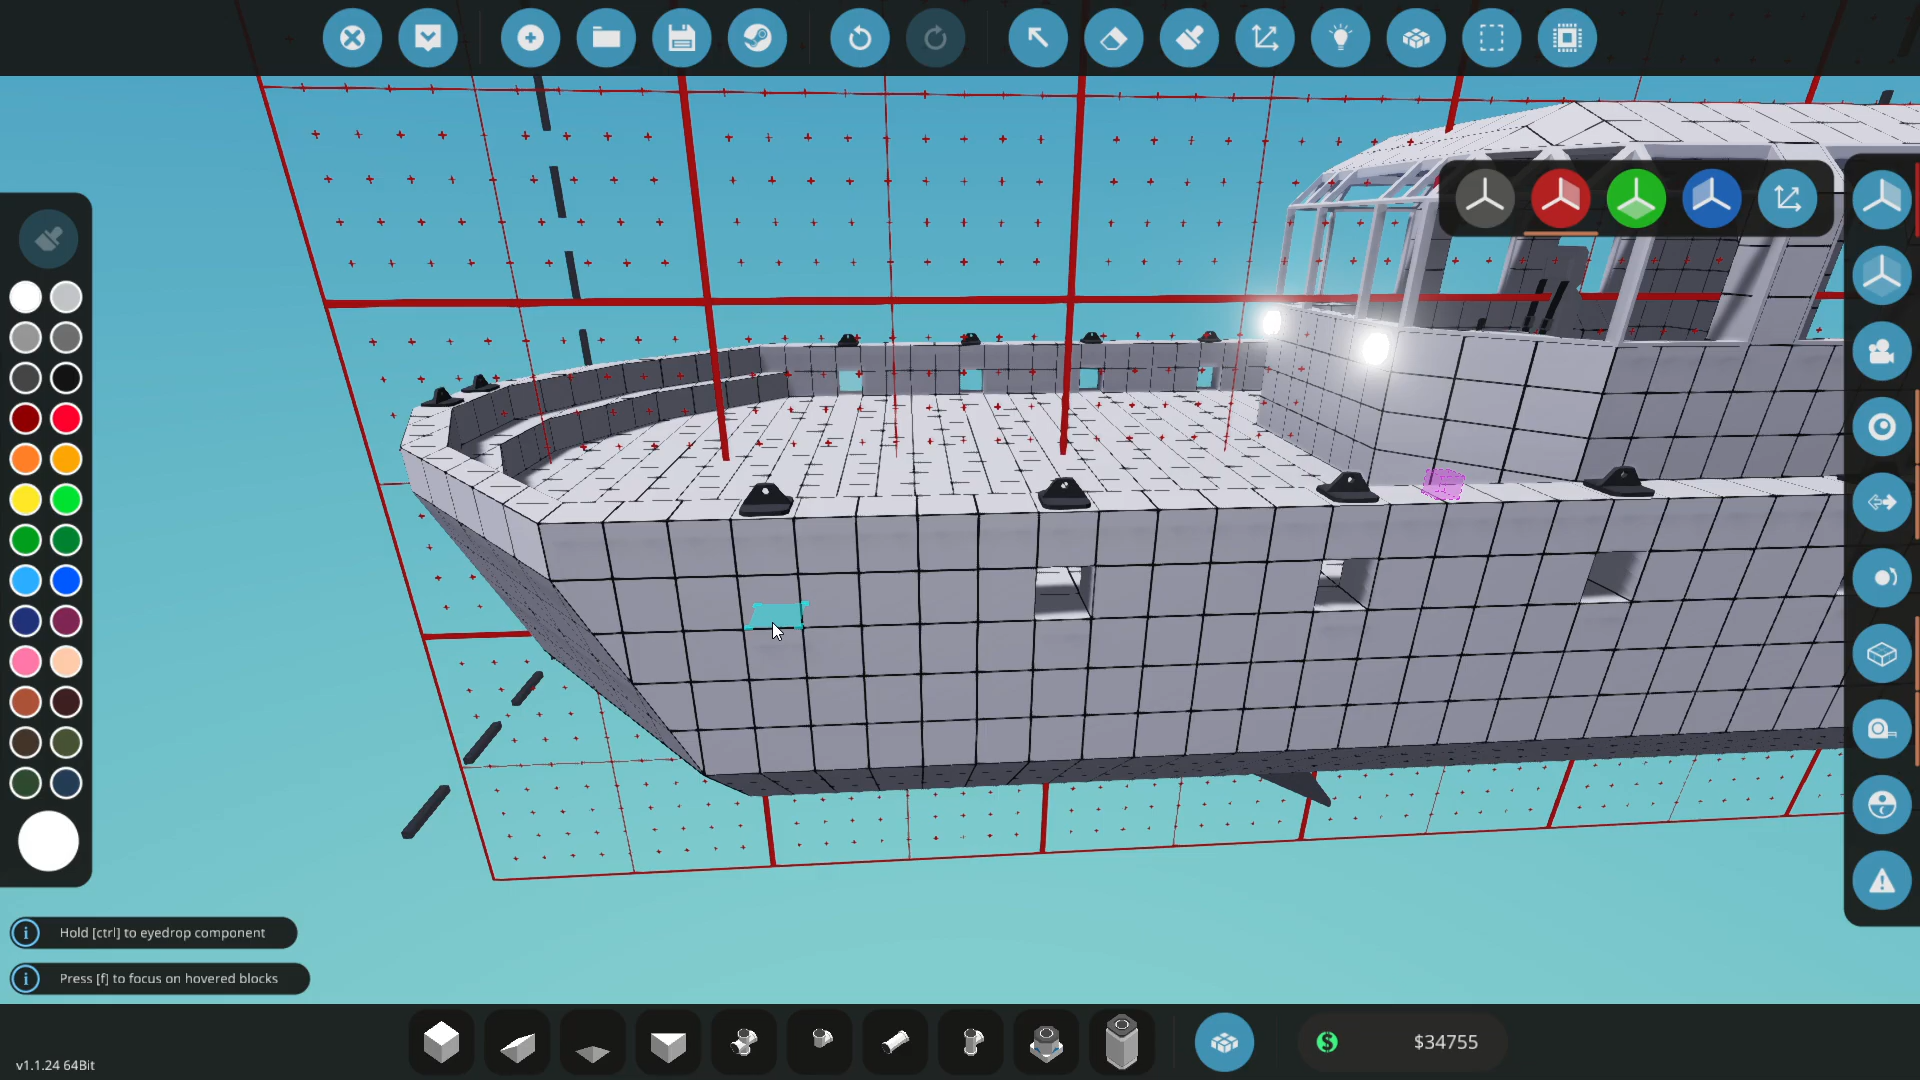 Hold [ctrl] to eyedrop component
Press [f] to focus on hovered blocks
$34755
v1.1.24 64Bit